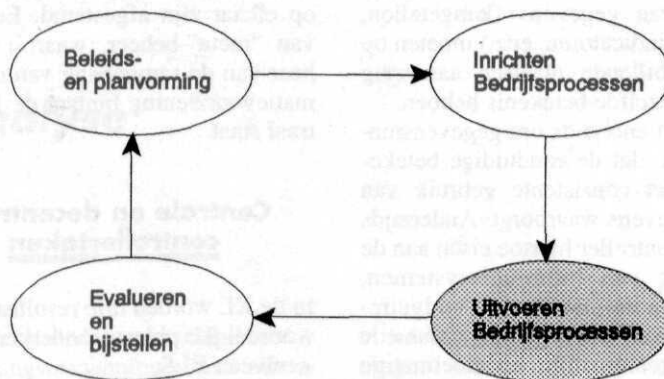 Beleids-
en planvorming
Inrichten
Bedrijfsprocessen
Evalueren
en
bijstellen
Uitvoeren
Bedrijfsprocessen